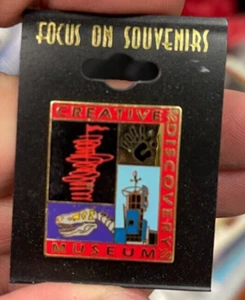 FOCUS ON SOUVENIRS
CREATIVE
DISCOVERY
MUSEUM